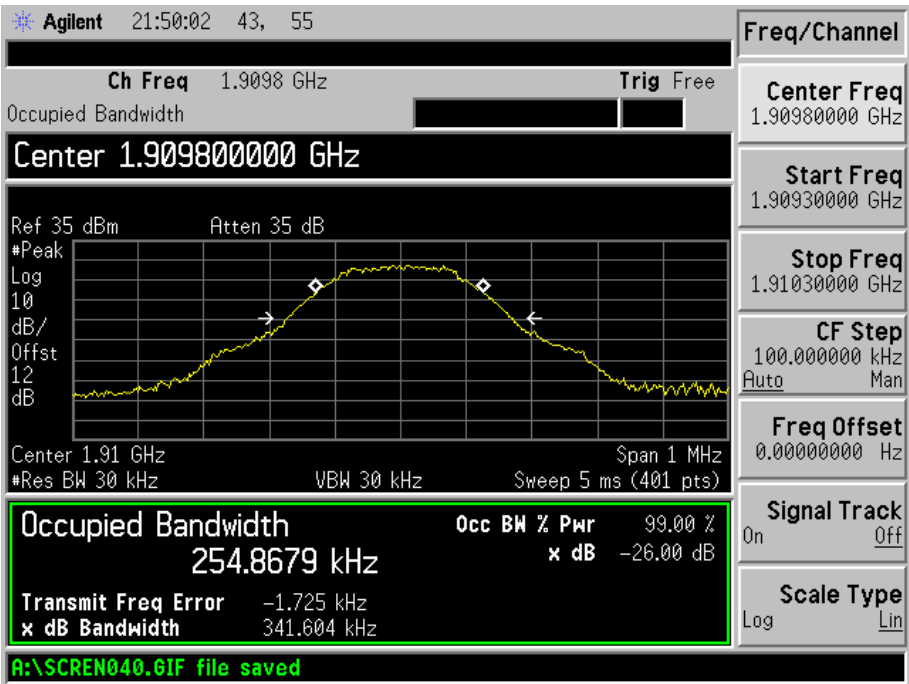 Agilent 21:50:02 43, 55
Freq/Channel
Ch Freq 1.9098 GHz Trig Free
Occupied Bandwidth
Center 1.909800000 GHz
Ref 35 dBm Atten 35 dB
#Peak
Log
10
dB/
Offst
12
dB
Center 1.91 GHz Span 1 MHz
#Res BW 30 kHz VBW 30 kHz Sweep 5 ms (401 pts)
Occupied Bandwidth
254.8679 kHz
Occ BW % Pwr 99.00 %
x dB -26.00 dB
Transmit Freq Error -1.725 kHz
x dB Bandwidth 341.604 kHz
A:\SCREN040.GIF file saved
Center Freq
1.90980000 GHz
Start Freq
1.90930000 GHz
Stop Freq
1.91030000 GHz
CF Step
100.000000 kHz
Auto Man
Freq Offset
0.00000000 Hz
Signal Track
On Off
Scale Type
Log Lin